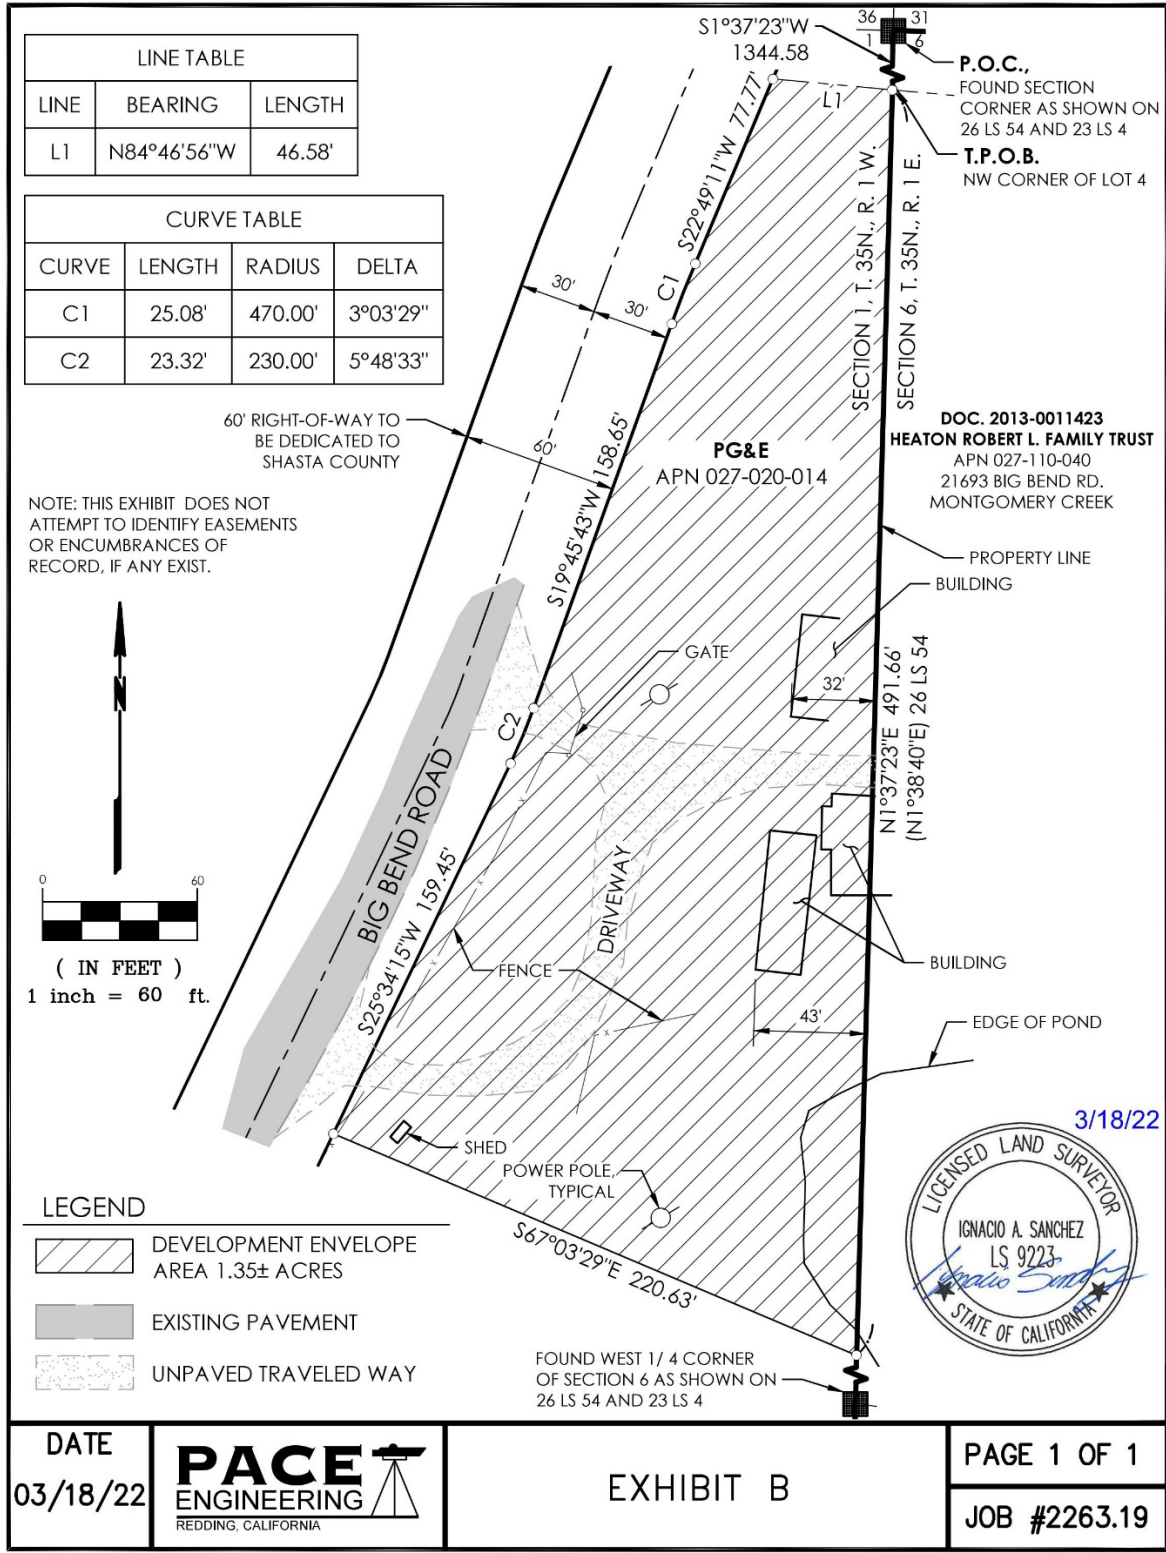 LINE TABLE
LINE BEARING LENGTH
L1 N84°46'56"W 46.58'
CURVE TABLE
CURVE LENGTH RADIUS DELTA
C1 25.08' 470.00' 3°03'29"
C2 23.32' 230.00' 5°48'33"
S1°37'23"W
1344.58
36 31
1 6
P.O.C.,
FOUND SECTION
CORNER AS SHOWN ON
26 LS 54 AND 23 LS 4
T.P.O.B.
NW CORNER OF LOT 4
L1
S22°49'11"W 77.77'
C1
30'
30'
SECTION 1, T. 35N., R. 1 W.
SECTION 6, T. 35N., R. 1 E.
60' RIGHT-OF-WAY TO
BE DEDICATED TO
SHASTA COUNTY
60'
S19°45'43"W 158.65'
PG&E
APN 027-020-014
DOC. 2013-0011423
HEATON ROBERT L. FAMILY TRUST
APN 027-110-040
21693 BIG BEND RD.
MONTGOMERY CREEK
NOTE: THIS EXHIBIT DOES NOT
ATTEMPT TO IDENTIFY EASEMENTS
OR ENCUMBRANCES OF
RECORD, IF ANY EXIST.
PROPERTY LINE
BUILDING
N
GATE
32'
N1°37'23"E 491.66'
(N1°38'40"E) 26 LS 54
C2
BIG BEND ROAD
S25°34'15"W 159.45'
DRIVEWAY
0 60
( IN FEET )
1 inch = 60 ft.
FENCE
BUILDING
43'
EDGE OF POND
SHED
POWER POLE,
TYPICAL
S67°03'29"E 220.63'
3/18/22
LICENSED LAND SURVEYOR
IGNACIO A. SANCHEZ
LS 9223
STATE OF CALIFORNIA
LEGEND
DEVELOPMENT ENVELOPE
AREA 1.35± ACRES
EXISTING PAVEMENT
UNPAVED TRAVELED WAY
FOUND WEST 1/ 4 CORNER
OF SECTION 6 AS SHOWN ON
26 LS 54 AND 23 LS 4
DATE
03/18/22
PACE
ENGINEERING
REDDING, CALIFORNIA
EXHIBIT B
PAGE 1 OF 1
JOB #2263.19